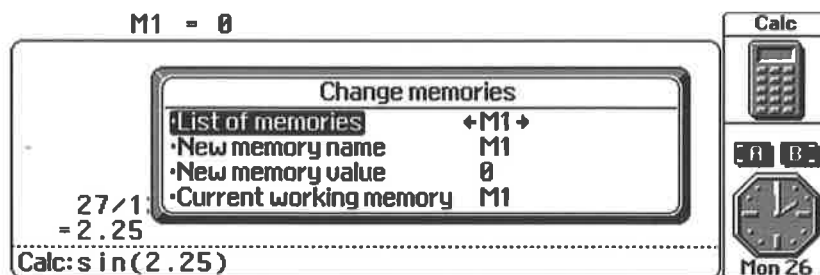 M1 = 0
Calc
Change memories
•List of memories ←M1→
•New memory name M1
•New memory value 0
•Current working memory M1
27/1
=2.25
Calc:sin(2.25)
A B
Mon 26